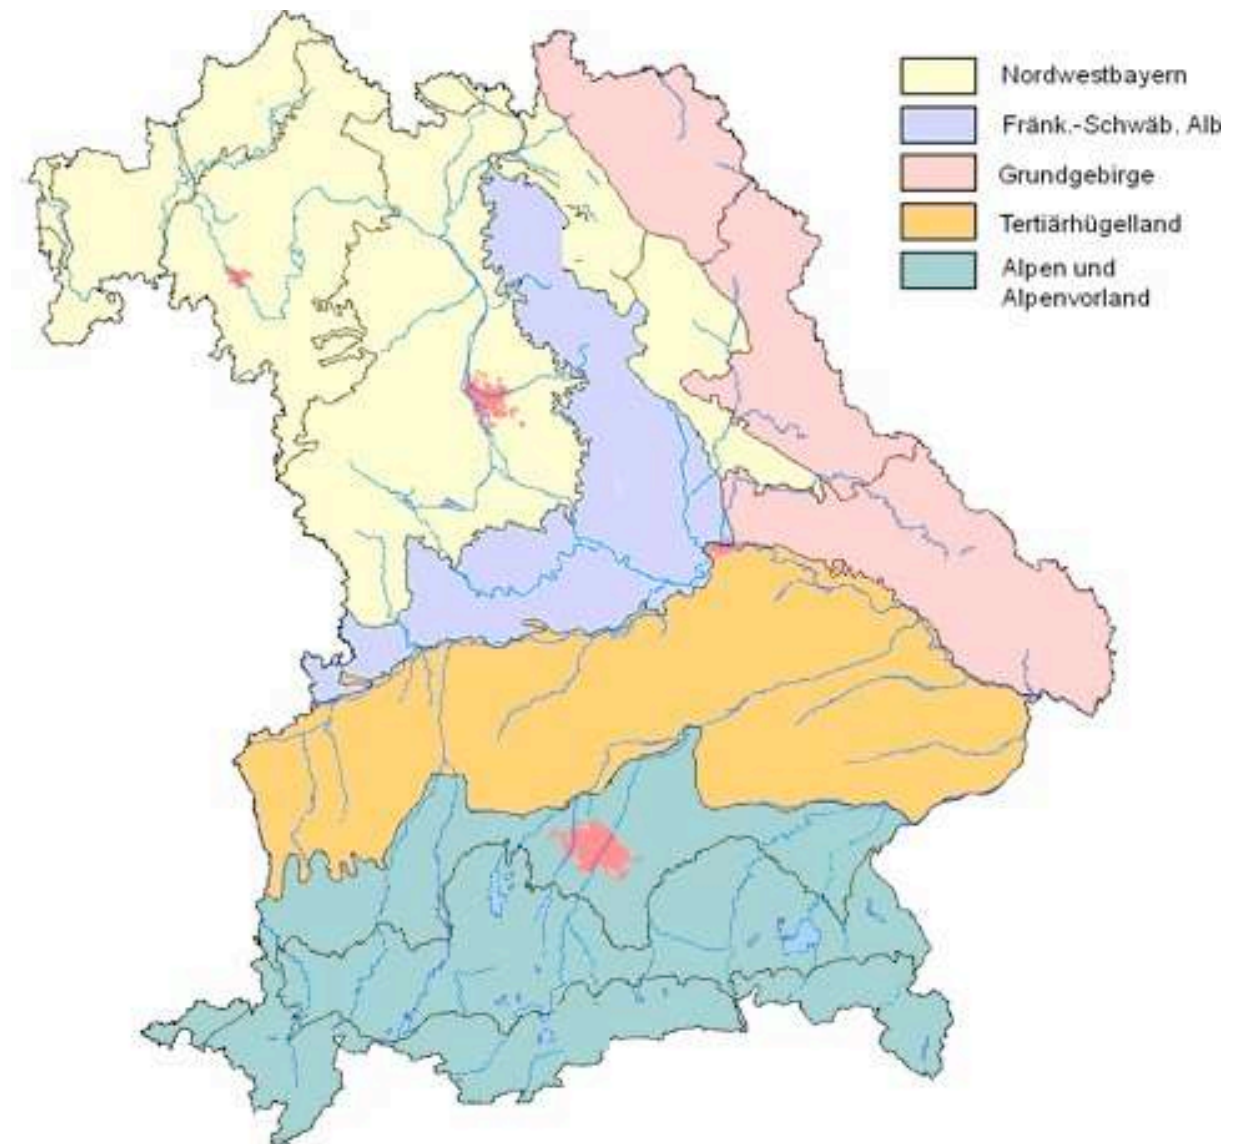 Nordwestbayern
Fränk.-Schwäb. Alb
Grundgebirge
Tertiärhügelland
Alpen und
Alpenvorland